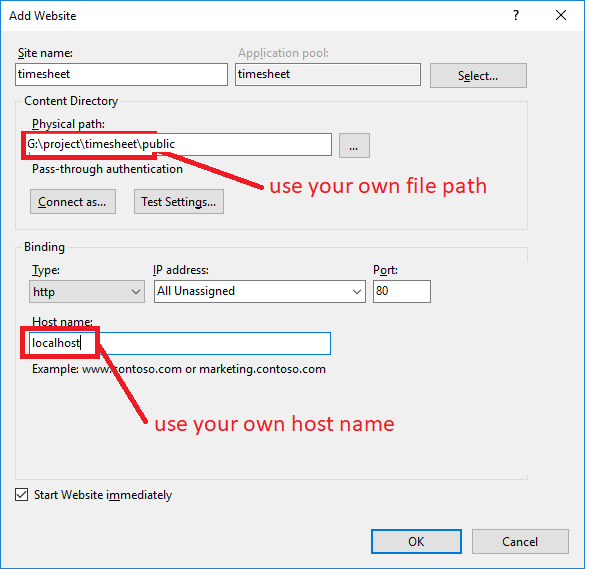 Add Website
? 
Site name: Application pool:
timesheet timesheet Select...
Content Directory
Physical path:
G:\project\timesheet\public ...
Pass-through authentication
use your own file path
Connect as... Test Settings...
Binding
Type: IP address: Port:
http All Unassigned 80
Host name:
localhost
Example: www.contoso.com or marketing.contoso.com
use your own host name
Start Website immediately
OK Cancel